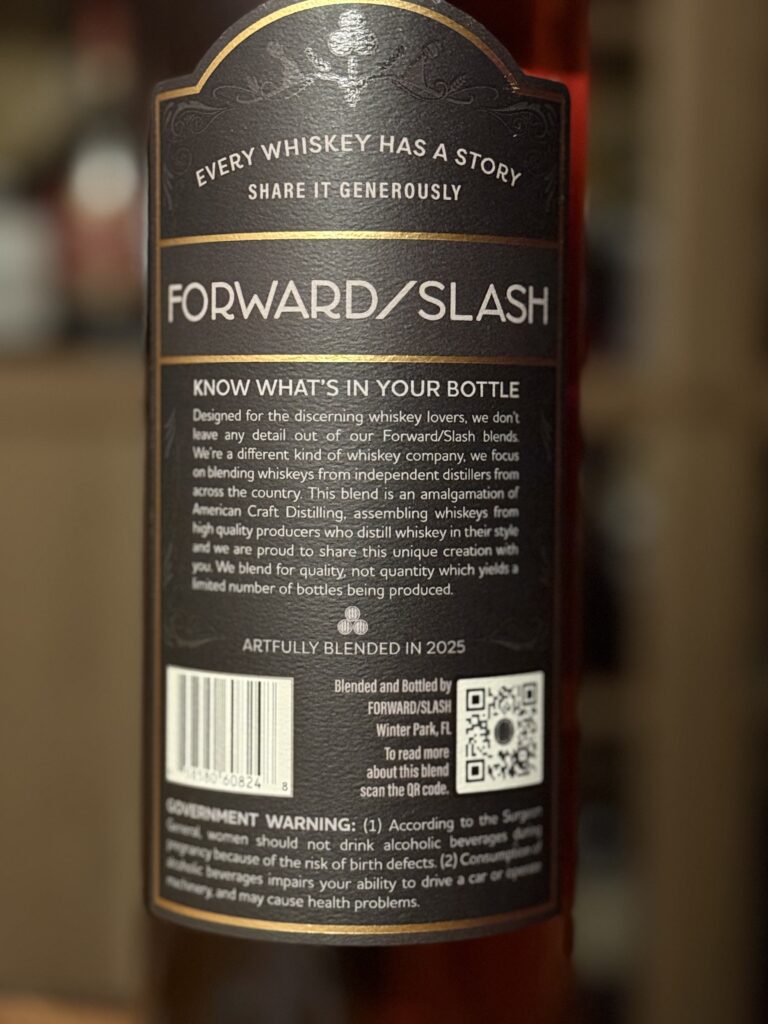 EVERY WHISKEY HAS A STORY
SHARE IT GENEROUSLY
FORWARD/SLASH
KNOW WHAT'S IN YOUR BOTTLE
Designed for the discerning whiskey lovers, we don't
leave any detail out of our Forward/Slash blends.
We're a different kind of whiskey company, we focus
on blending whiskeys from independent distillers from
across the country. This blend is an amalgamation of
American Craft Distilling, assembling whiskeys from
high quality producers who distill whiskey in their style
and we are proud to share this unique creation with
you. We blend for quality, not quantity which yields a
limited number of bottles being produced.
ARTFULLY BLENDED IN 2025
Blended and Bottled by
FORWARD/SLASH
Winter Park, FL
To read more
about this blend
scan the QR code.
60824 8
GOVERNMENT WARNING: (1) According to the Surgeon
General, women should not drink alcoholic beverages during
pregnancy because of the risk of birth defects. (2) Consumption of
alcoholic beverages impairs your ability to drive a car or operate
machinery, and may cause health problems.